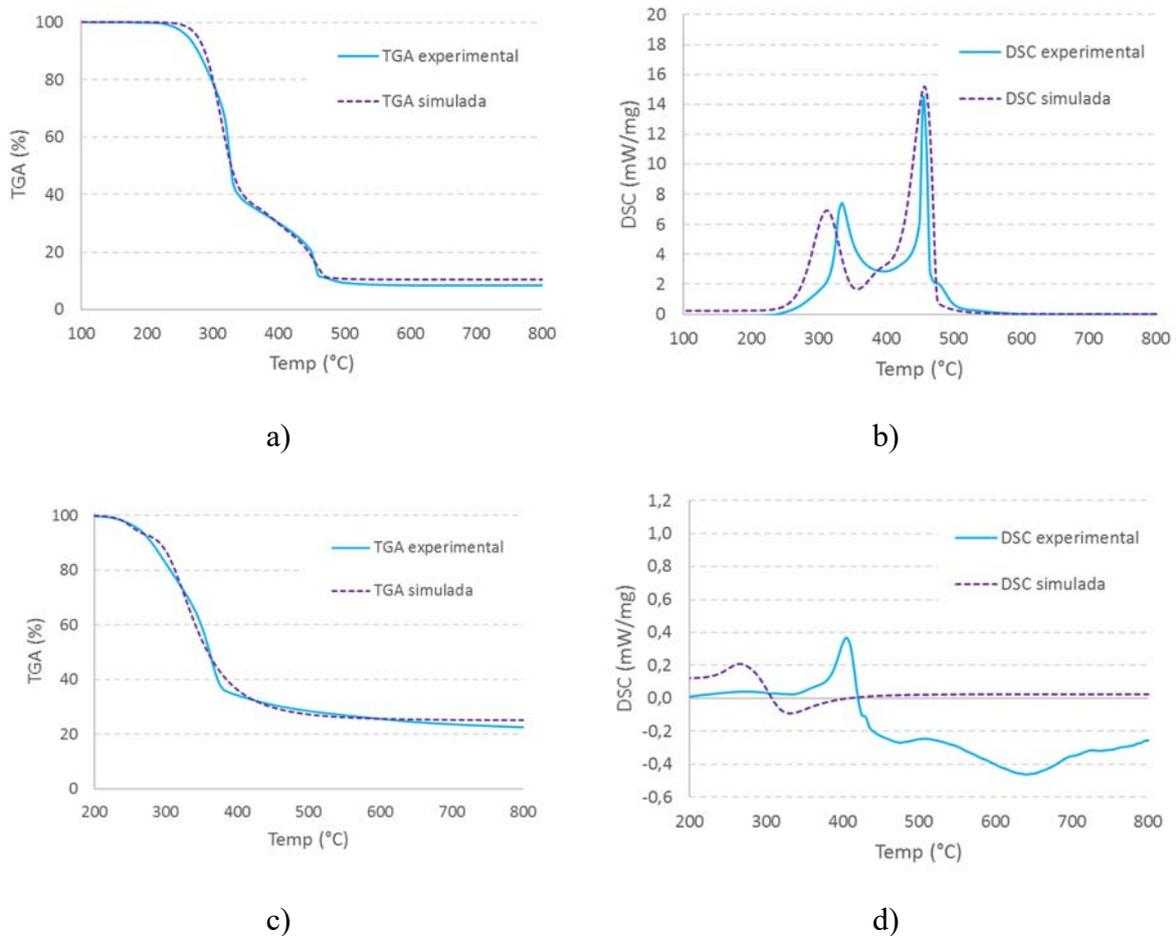 100
80
60
40
20
0
TGA (%)
TGA experimental
TGA simulada
100 200 300 400 500 600 700 800
Temp (°C)
a)
20
18
16
14
12
10
8
6
4
2
0
DSC (mW/mg)
DSC experimental
DSC simulada
100 200 300 400 500 600 700 800
Temp (°C)
b)
100
80
60
40
20
0
TGA (%)
TGA experimental
TGA simulada
200 300 400 500 600 700 800
Temp (°C)
c)
1,2
1,0
0,8
0,6
0,4
0,2
0,0
-0,2
-0,4
-0,6
DSC (mW/mg)
DSC experimental
DSC simulada
200 300 400 500 600 700 800
Temp (°C)
d)